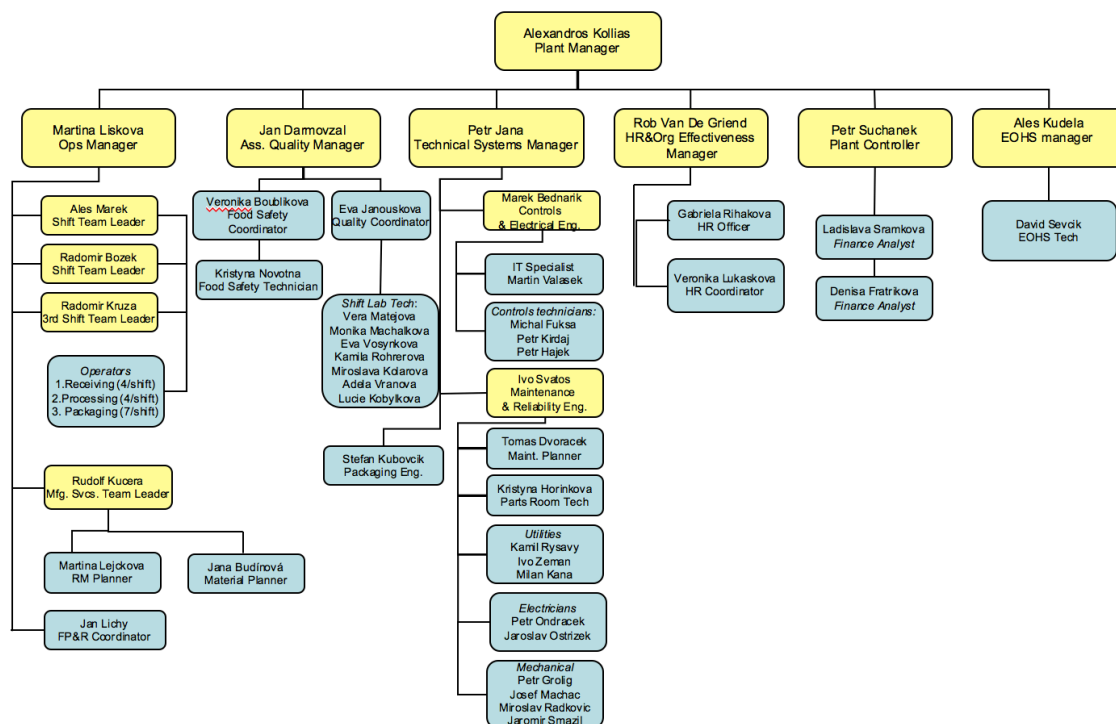 Alexandros Kollias
Plant Manager
Martina Liskova
Ops Manager
Jan Darmovzal
Ass. Quality Manager
Petr Jana
Technical Systems Manager
Rob Van De Griend
HR&Org Effectiveness
Manager
Petr Suchanek
Plant Controller
Ales Kudela
EOHS manager
Ales Marek
Shift Team Leader
Radomir Bozek
Shift Team Leader
Radomir Kruza
3rd Shift Team Leader
Operators
1.Receiving (4/shift)
2.Processing (4/shift)
3. Packaging (7/shift)
Rudolf Kucera
Mfg. Svcs. Team Leader
Martina Lejckova
RM Planner
Jana Budínová
Material Planner
Jan Lichy
FP&R Coordinator
Veronika Boublikova
Food Safety
Coordinator
Kristyna Novotna
Food Safety Technician
Eva Janouskova
Quality Coordinator
Shift Lab Tech:
Vera Matejova
Monika Machalkova
Eva Vosynkova
Kamila Rohrerova
Miroslava Kolarova
Adela Vranova
Lucie Kobylkova
Stefan Kubovcik
Packaging Eng.
Marek Bednarik
Controls
& Electrical Eng.
IT Specialist
Martin Valasek
Controls technicians:
Michal Fuksa
Petr Kirdaj
Petr Hajek
Ivo Svatos
Maintenance
& Reliability Eng.
Tomas Dvoracek
Maint. Planner
Kristyna Horinkova
Parts Room Tech
Utilities
Kamil Rysavy
Ivo Zeman
Milan Kana
Electricians
Petr Ondracek
Jaroslav Ostrizek
Mechanical
Petr Grolig
Josef Machac
Miroslav Radkovic
Jaromir Smazil
Gabriela Rihakova
HR Officer
Veronika Lukaskova
HR Coordinator
Ladislava Sramkova
Finance Analyst
Denisa Fratrikova
Finance Analyst
David Sevcik
EOHS Tech